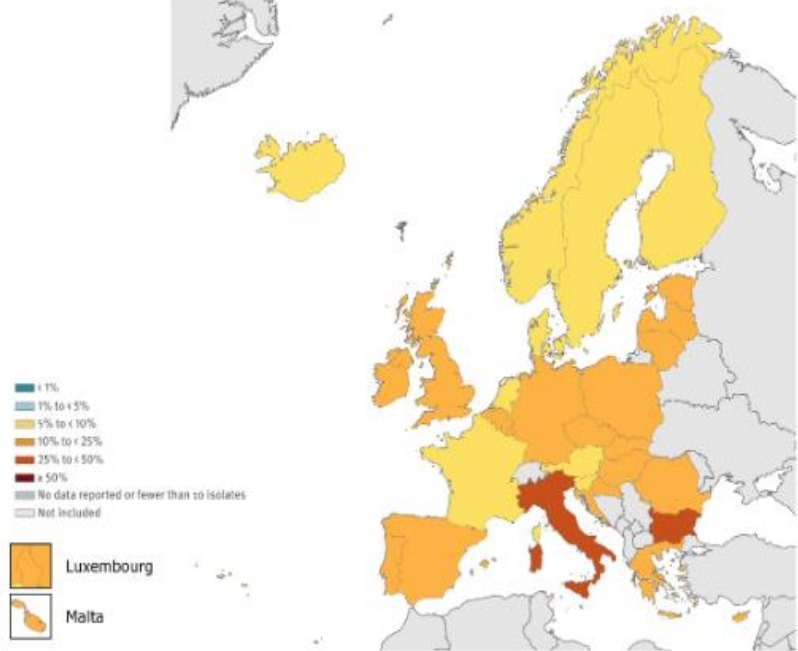 < 1%
1% to < 5%
5% to < 10%
10% to < 25%
25% to < 50%
≥ 50%
No data reported or fewer than 10 isolates
Not included
Luxembourg
Malta